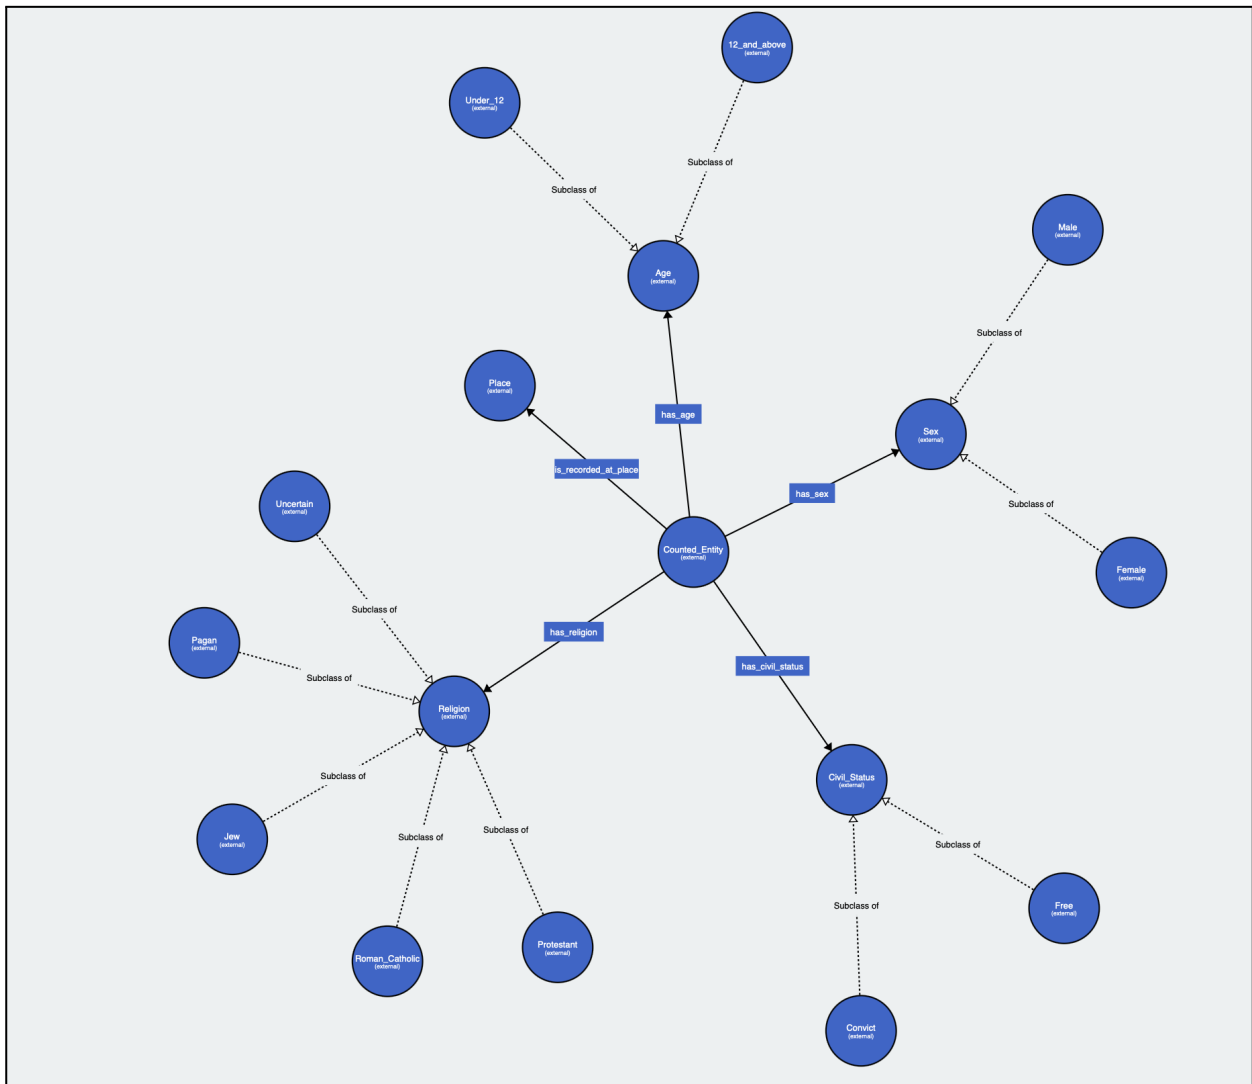 12_and_above
(external)
Under_12
(external)
Subclass of
Subclass of
Male
(external)
Age
(external)
Subclass of
Place
(external)
has_age
Sex
(external)
is_recorded_at_place
has_sex
Uncertain
(external)
Subclass of
Counted_Entity
(external)
Female
(external)
Subclass of
has_religion
Pagan
(external)
has_civil_status
Subclass of
Religion
(external)
Subclass of
Civil_Status
(external)
Jew
(external)
Subclass of
Subclass of
Subclass of
Subclass of
Free
(external)
Protestant
(external)
Roman_Catholic
(external)
Convict
(external)